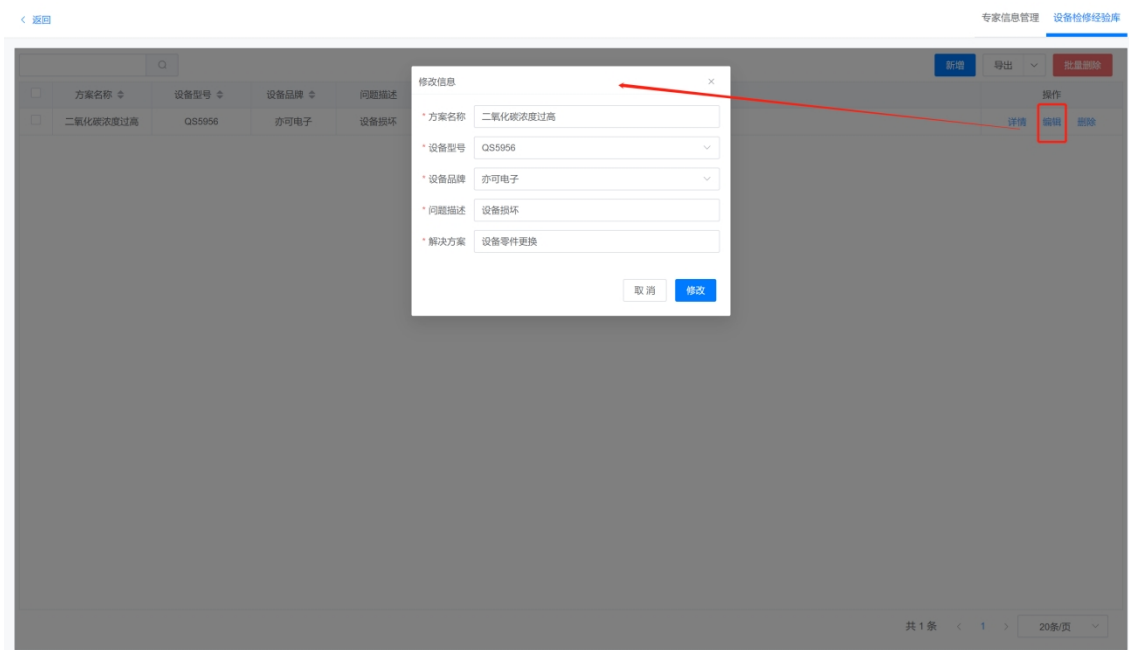 < 返回
专家信息管理 设备检修经验库
新增 导出 批量删除
方案名称 设备型号 设备品牌 问题描述 操作
二氧化碳浓度过高 QS5956 亦可电子 设备损坏 详情 编辑 删除
修改信息 ×
* 方案名称 二氧化碳浓度过高
* 设备型号 QS5956
* 设备品牌 亦可电子
* 问题描述 设备损坏
* 解决方案 设备零件更换
取消 修改
共 1 条 < 1 > 20条/页